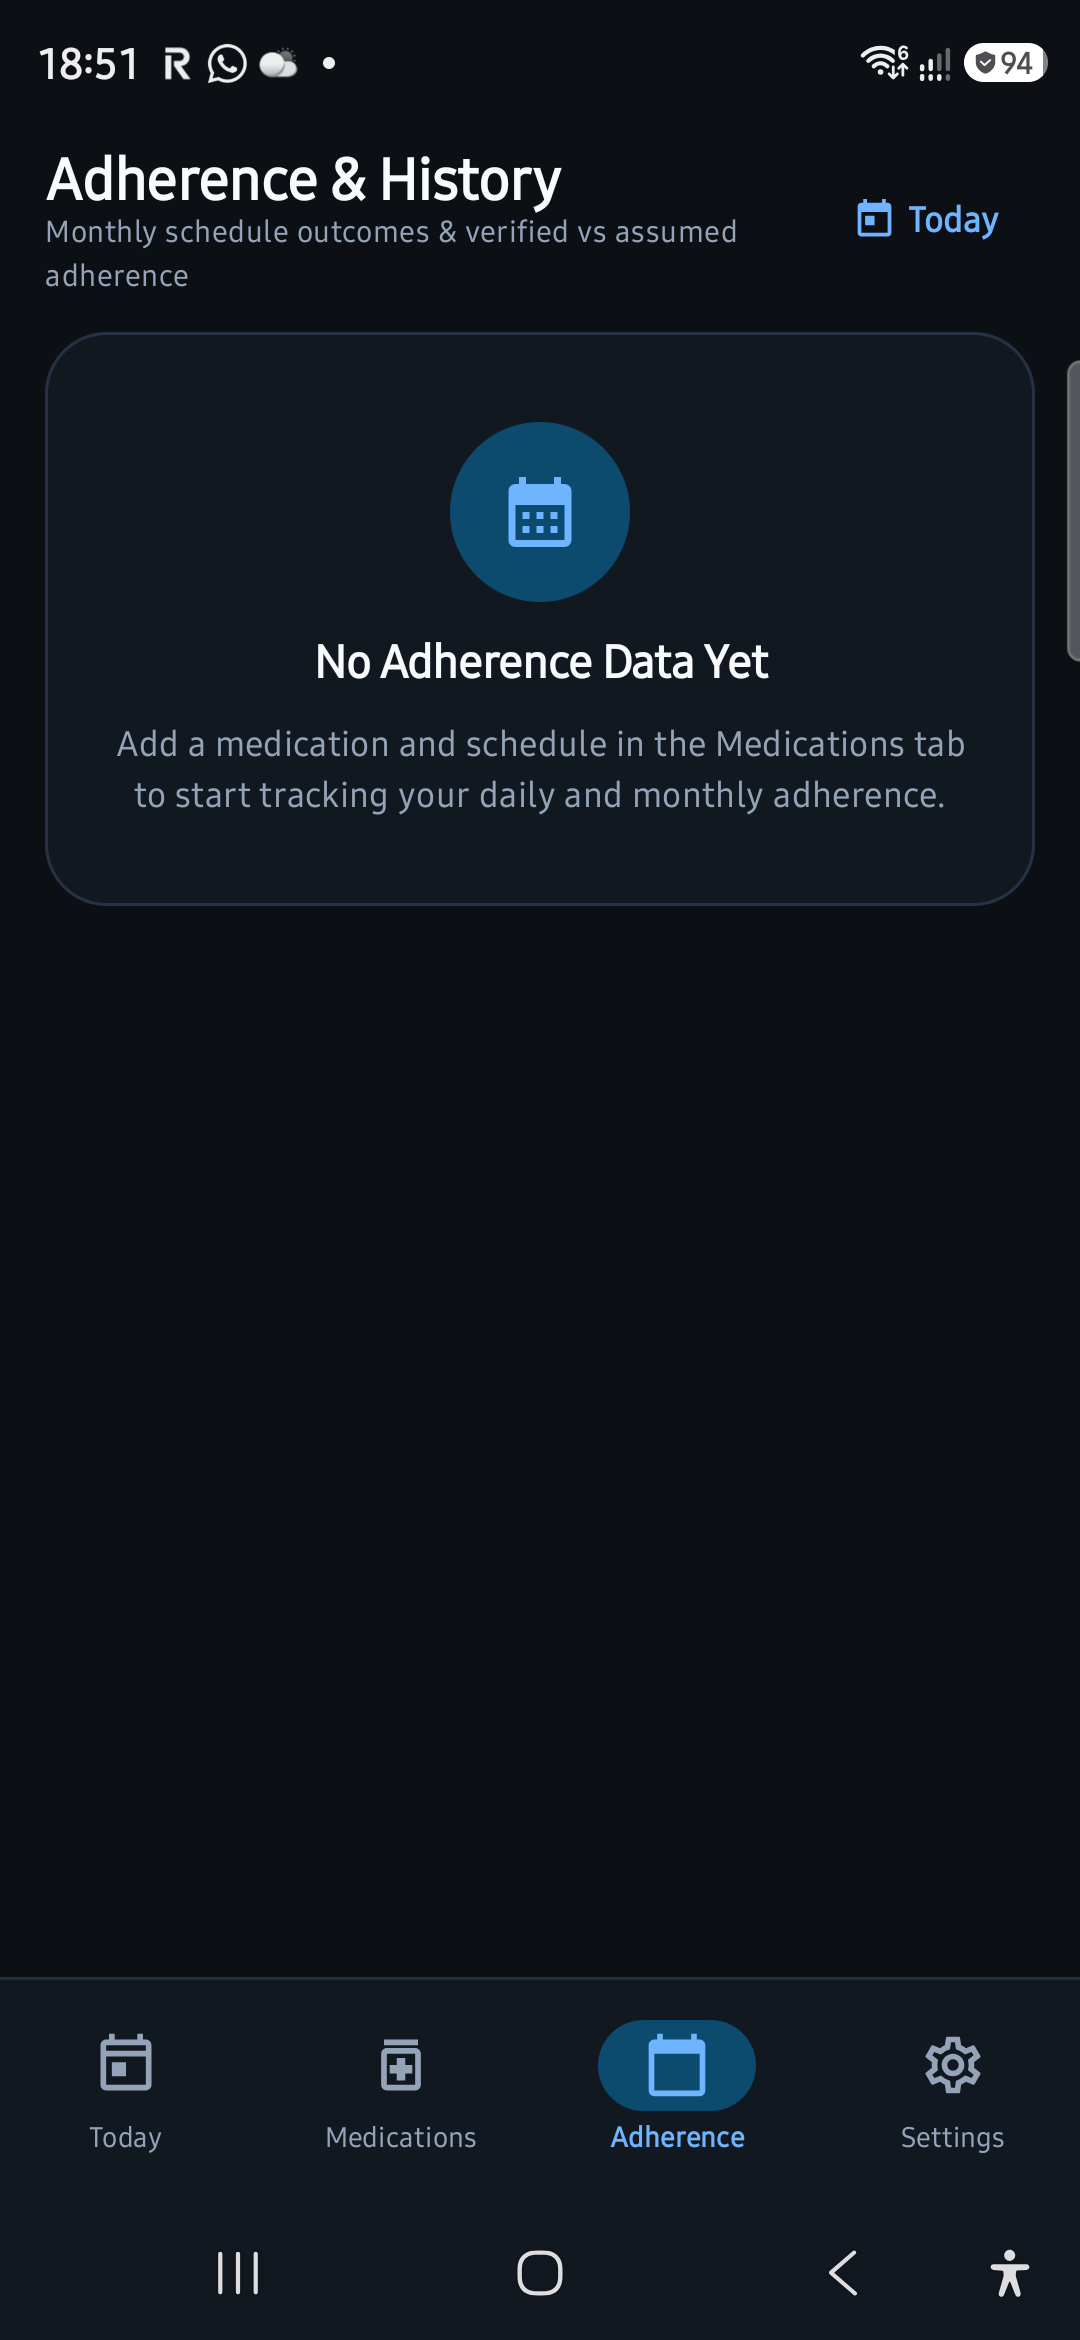 18:51
6
94
Adherence & History
Monthly schedule outcomes & verified vs assumed
adherence
Today
No Adherence Data Yet
Add a medication and schedule in the Medications tab
to start tracking your daily and monthly adherence.
Today
Medications
Adherence
Settings